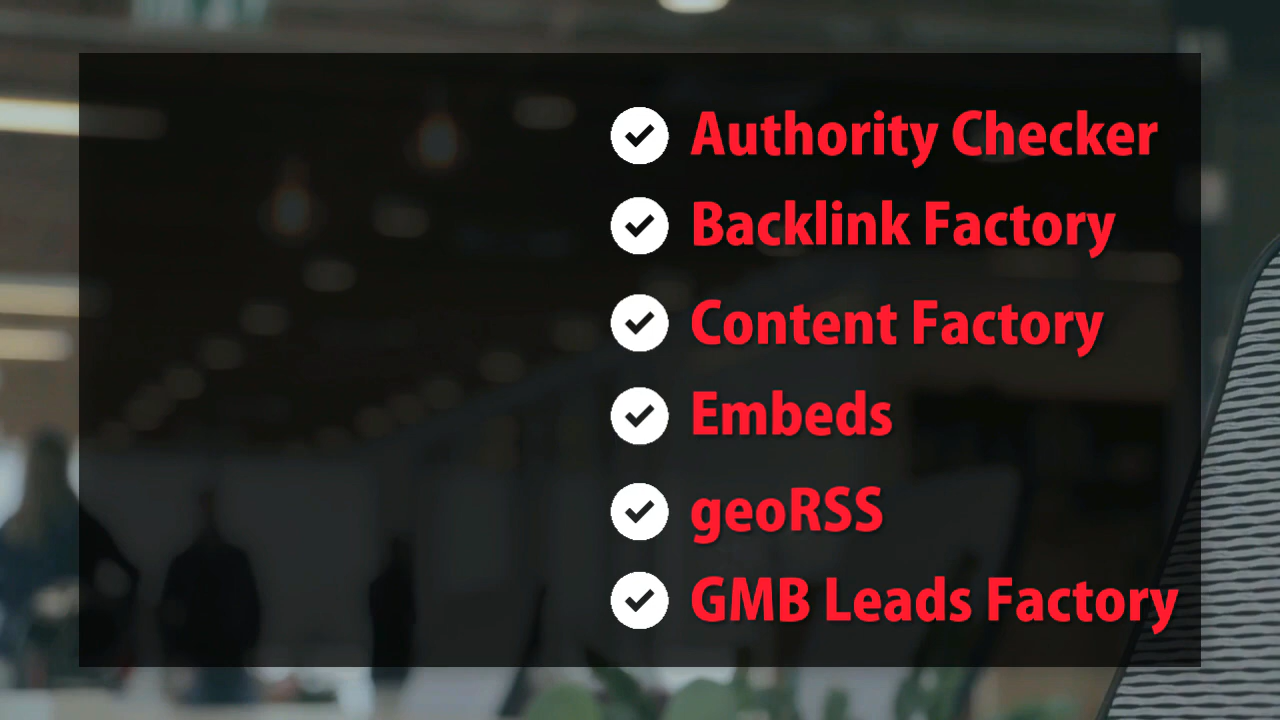 Authority Checker
Backlink Factory
Content Factory
Embeds
geoRSS
GMB Leads Factory